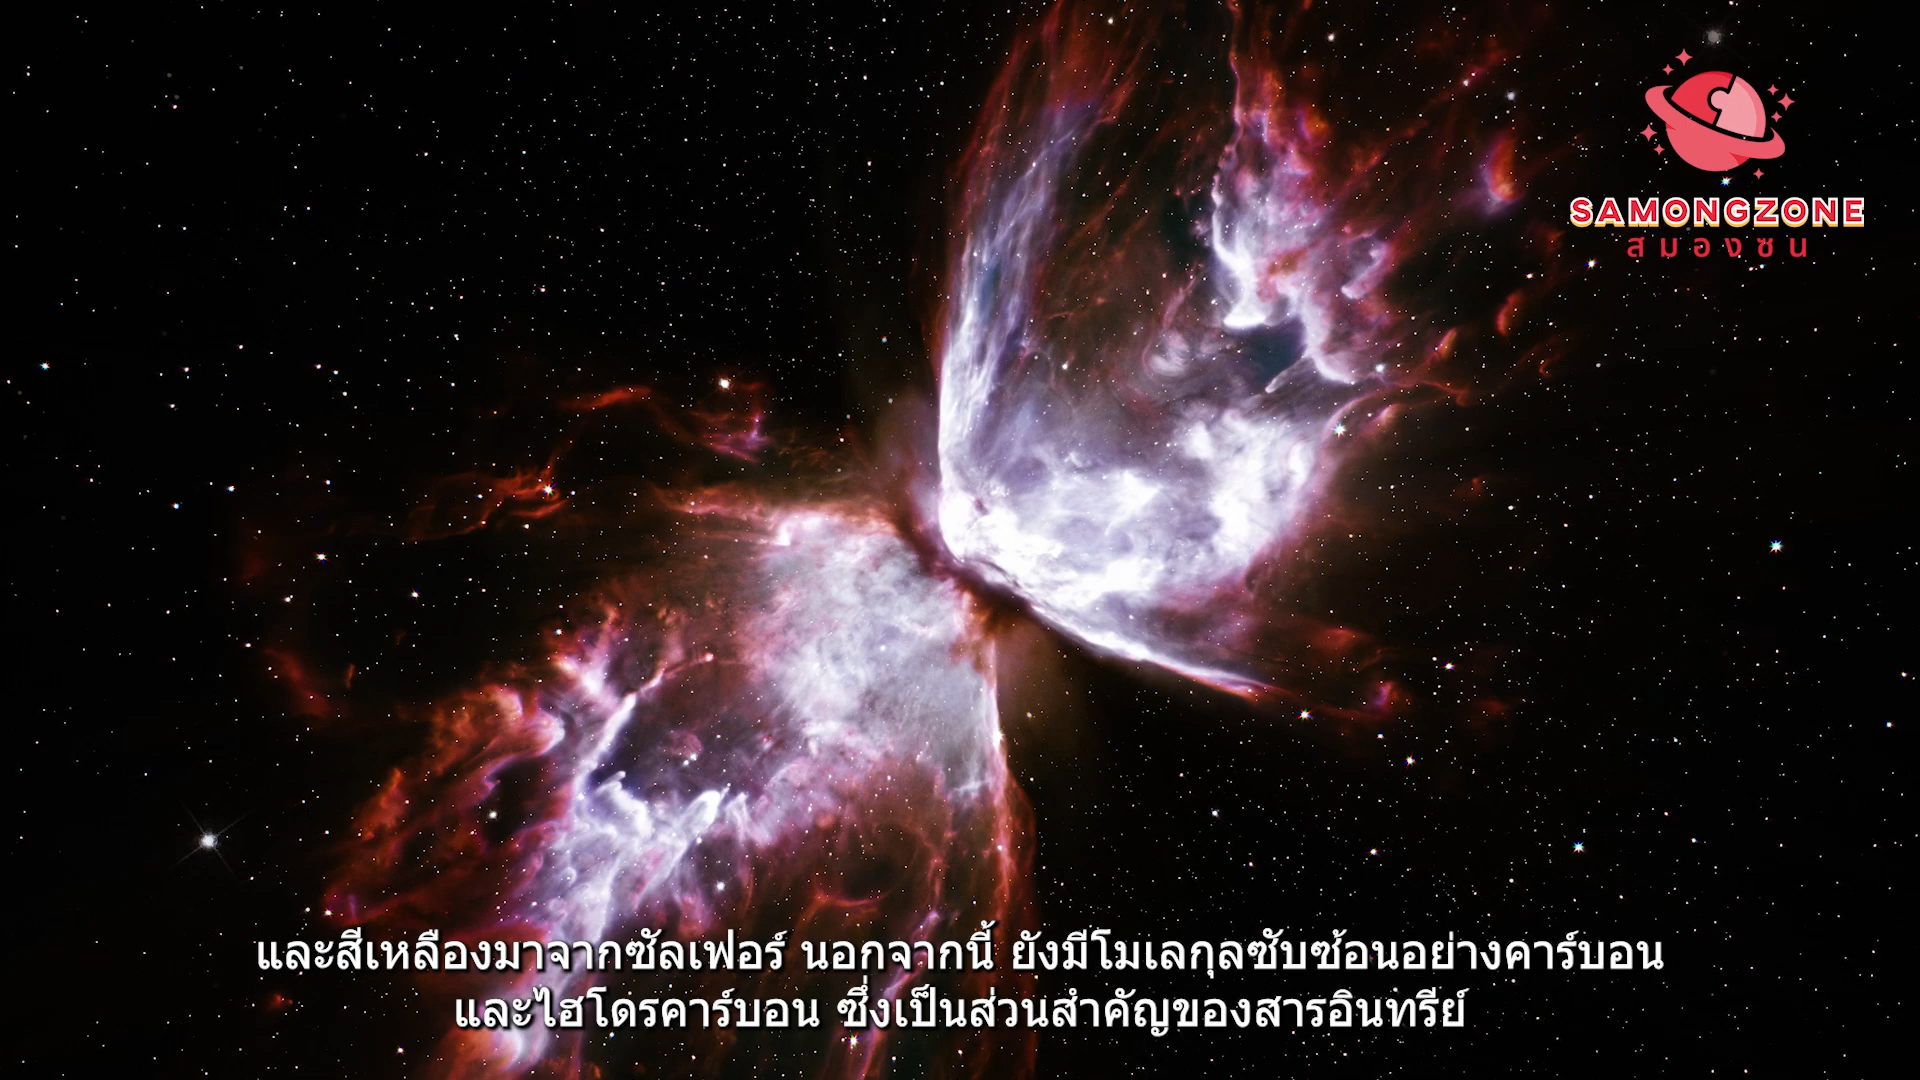 SAMONGZONE
สมองซน
และสีเหลืองมาจากซัลเฟอร์ นอกจากนี้ ยังมีโมเลกุลซับซ้อนอย่างคาร์บอน
และไฮโดรคาร์บอน ซึ่งเป็นส่วนสำคัญของสารอินทรีย์